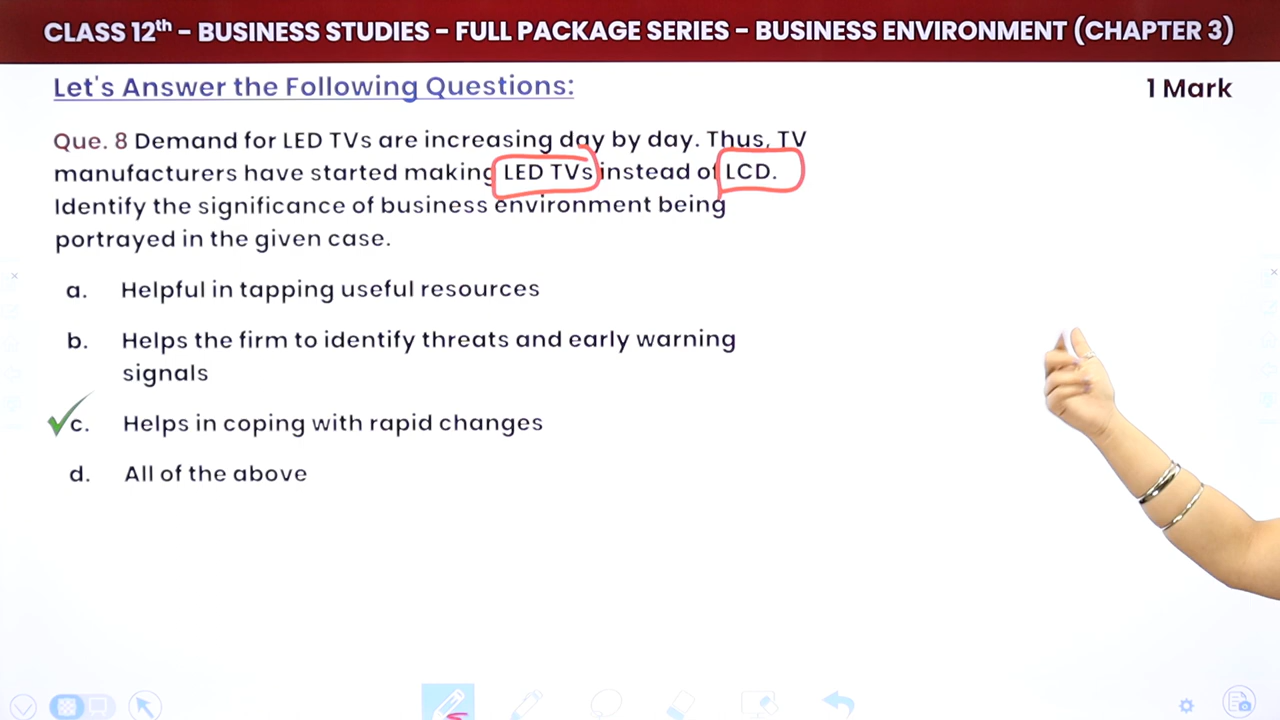 CLASS 12th – BUSINESS STUDIES – FULL PACKAGE SERIES – BUSINESS ENVIRONMENT (CHAPTER 3)
Let's Answer the Following Questions:
1 Mark
Que. 8 Demand for LED TVs are increasing day by day. Thus, TV
manufacturers have started making LED TVs instead of LCD.
Identify the significance of business environment being
portrayed in the given case.
a. Helpful in tapping useful resources
b. Helps the firm to identify threats and early warning
signals
c. Helps in coping with rapid changes
d. All of the above